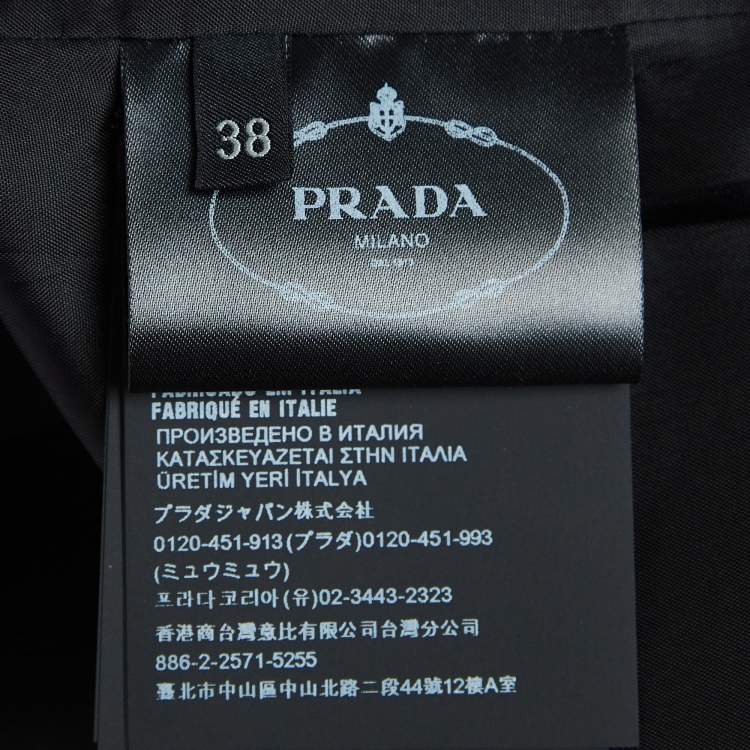 38
PRADA
MILANO
FABRICADO EM ITALIA
FABRIQUÉ EN ITALIE
ПРОИЗВЕДЕНО В ИТАЛИЯ
ΚΑΤΑΣΚΕΥΑΖΕΤΑΙ ΣΤΗΝ ΙΤΑΛΙΑ
ÜRETİM YERİ İTALYA
プラダジャパン株式会社
0120-451-913(プラダ)0120-451-993
(ミュウミュウ)
프라다코리아(유)02-3443-2323
香港商台灣意比有限公司台灣分公司
886-2-2571-5255
臺北市中山區中山北路二段44號12樓A室